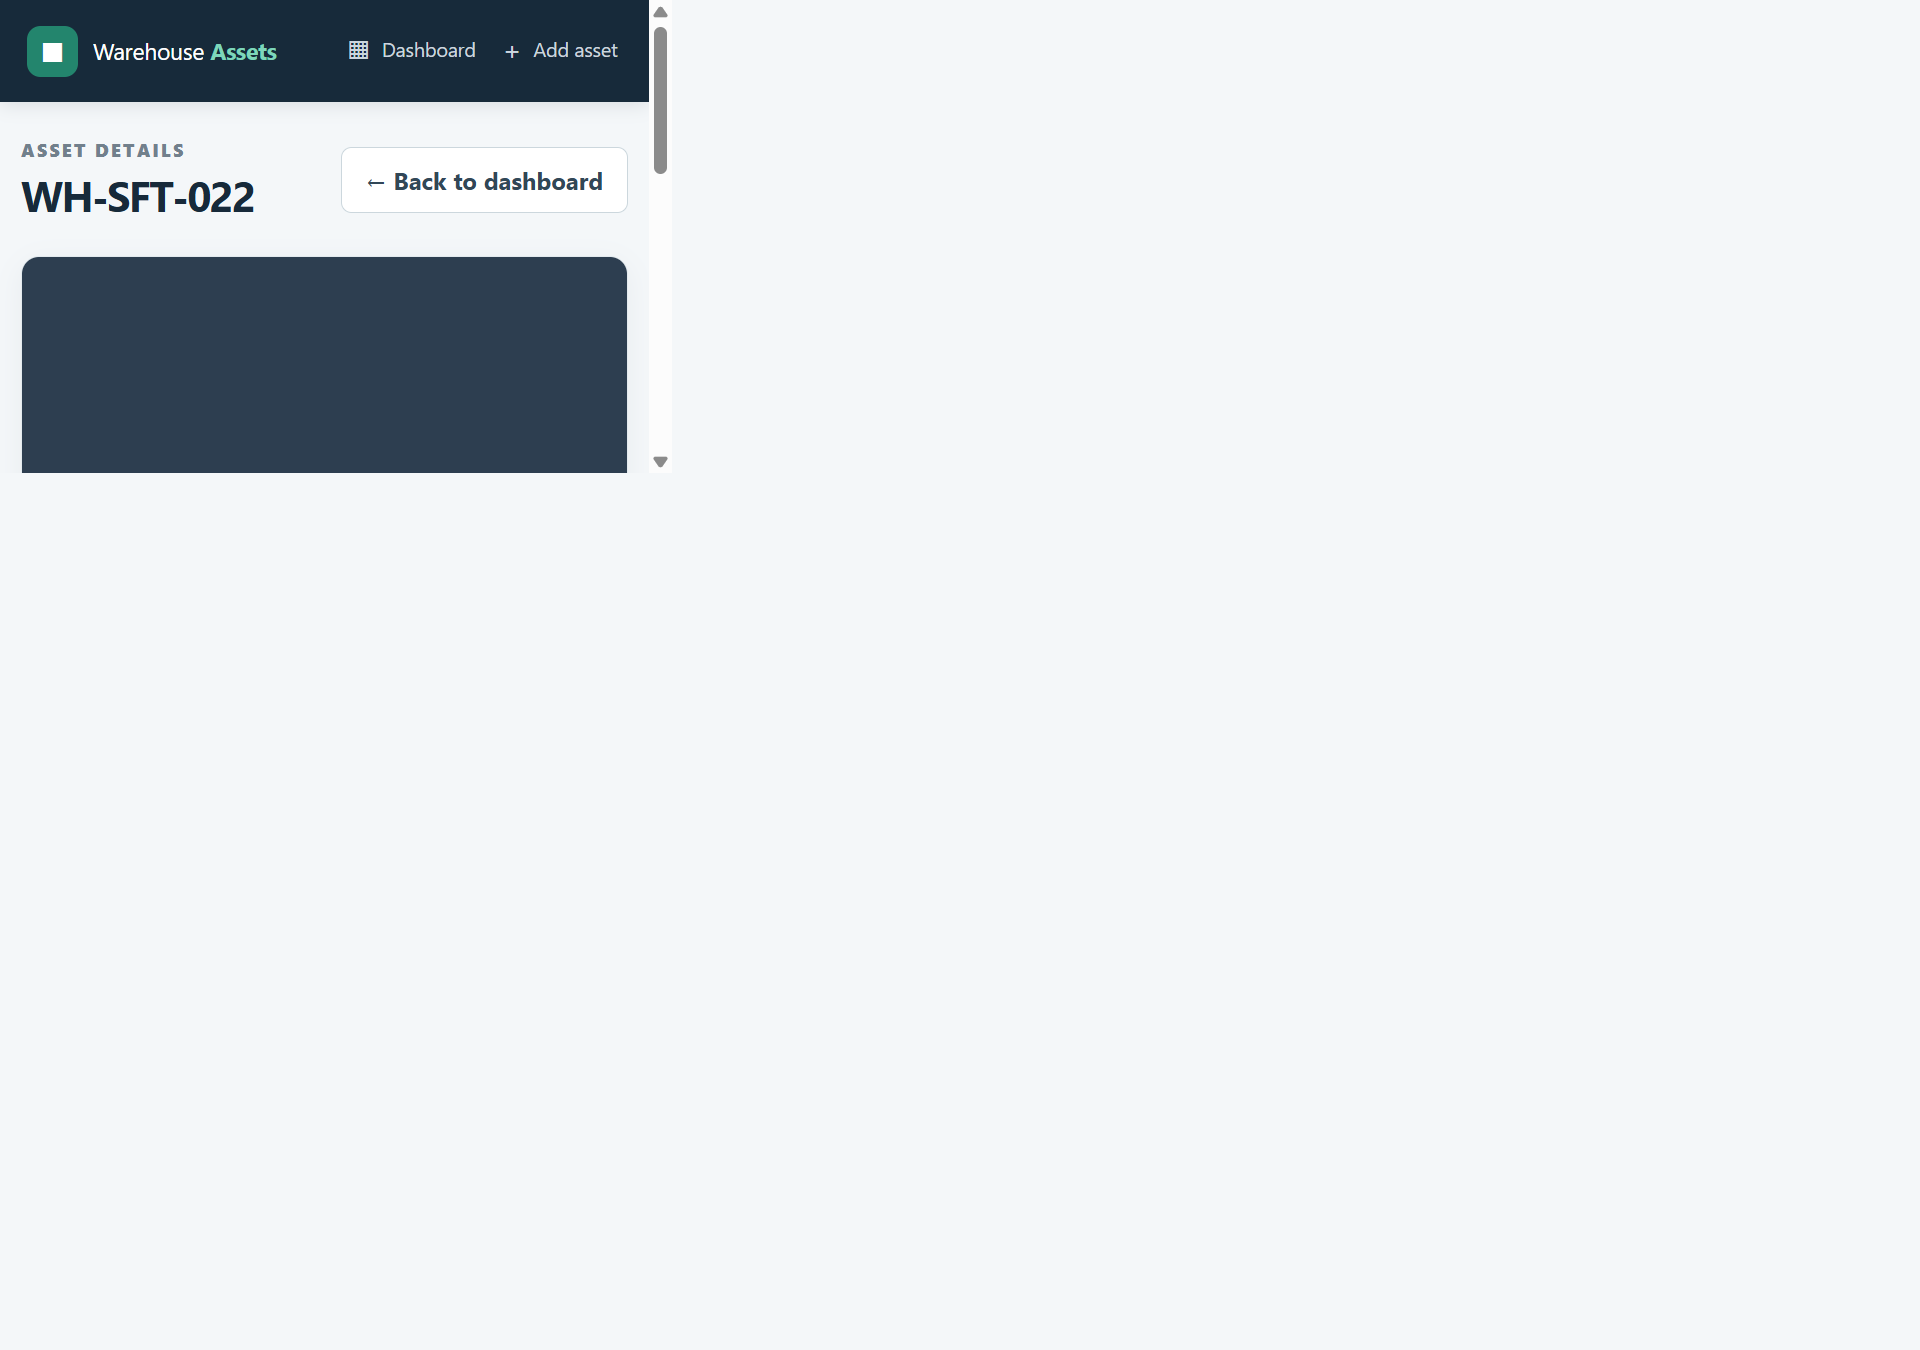 Warehouse Assets
Dashboard
+ Add asset
ASSET DETAILS
WH-SFT-022
← Back to dashboard